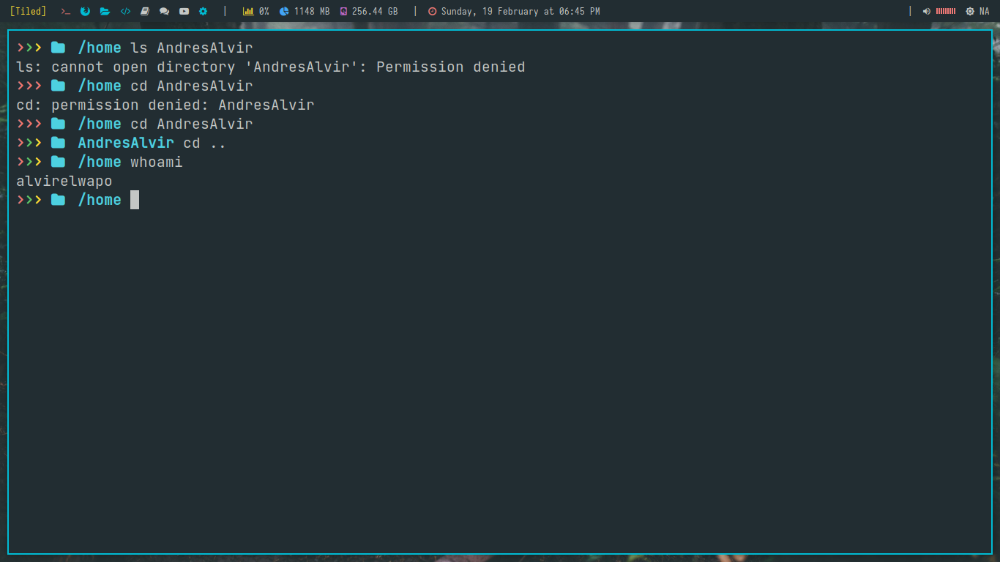 [Tiled] >_ </> | 0% 1148 MB 256.44 GB | Sunday, 19 February at 06:45 PM | NA
>>> /home ls AndresAlvir
ls: cannot open directory 'AndresAlvir': Permission denied
>>> /home cd AndresAlvir
cd: permission denied: AndresAlvir
>>> /home cd AndresAlvir
>>> AndresAlvir cd ..
>>> /home whoami
alvirelwapo
>>> /home